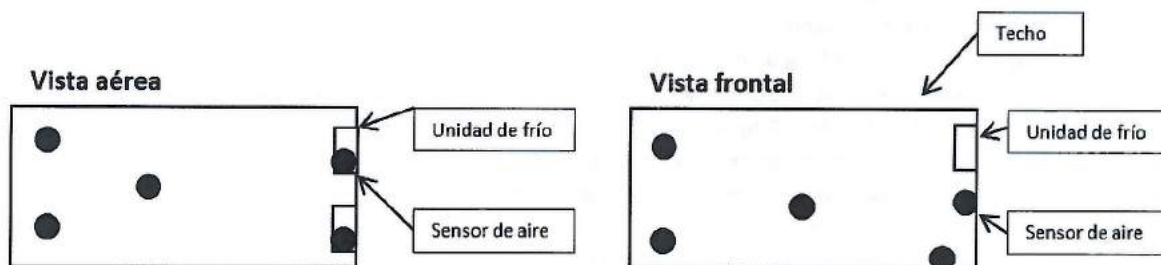 Techo
Vista aérea
Vista frontal
Unidad de frío
Unidad de frío
Sensor de aire
Sensor de aire